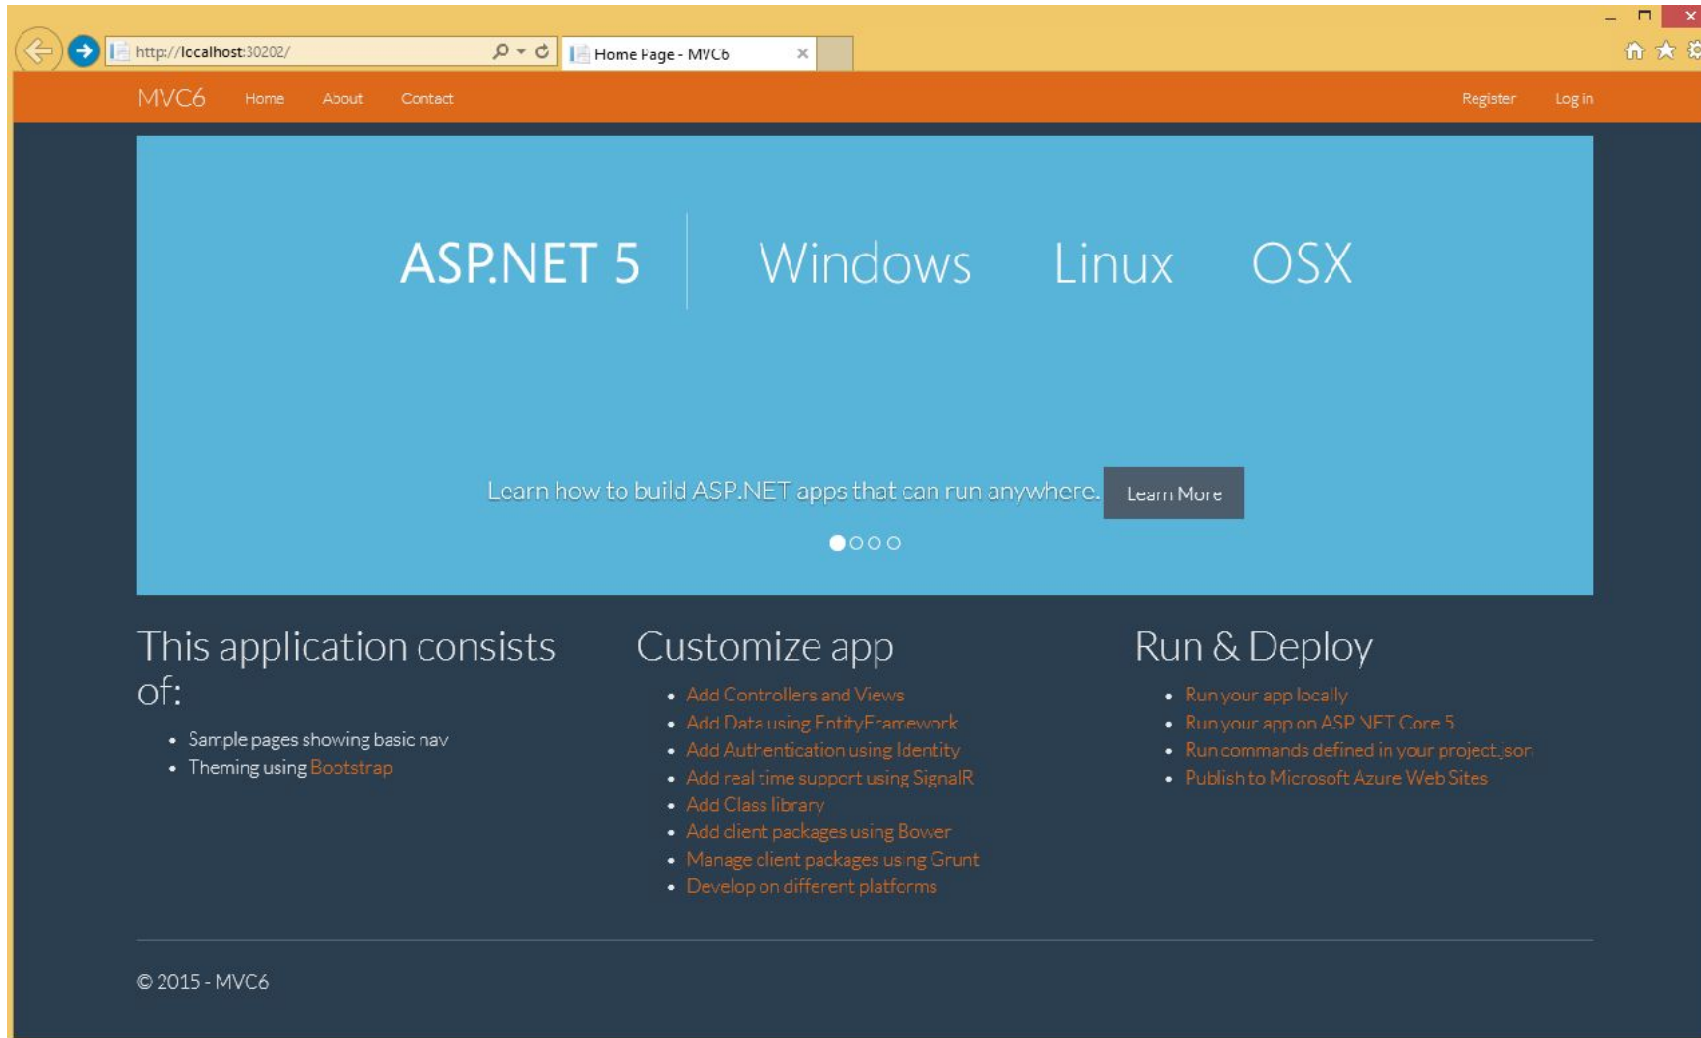 http://localhost:30202/
Home Page - MVC6
MVC6 Home About Contact Register Log in
ASP.NET 5 Windows Linux OSX
Learn how to build ASP.NET apps that can run anywhere. Learn More
This application consists of:
Sample pages showing basic nav
Theming using Bootstrap
Customize app
Add Controllers and Views
Add Data using EntityFramework
Add Authentication using Identity
Add real time support using SignalR
Add Class library
Add client packages using Bower
Manage client packages using Grunt
Develop on different platforms
Run & Deploy
Run your app locally
Run your app on ASP.NET Core 5
Run commands defined in your project.json
Publish to Microsoft Azure Web Sites
© 2015 - MVC6